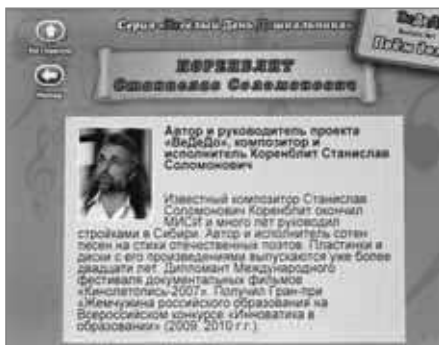 Серия «Весёлый День Дошкольника»
ВеДеДо
Поём
На главную
Назад
КОРЕНБЛИТ
Станислав Соломонович
Автор и руководитель проекта
«ВеДеДо», композитор и
исполнитель Коренблит Станислав
Соломонович
Известный композитор Станислав
Соломонович Коренблит окончил
МИСИ и много лет руководил
стройками в Сибири. Автор и исполнитель сотен
песен на стихи отечественных поэтов. Пластинки и
диски с его произведениями выпускаются уже более
двадцати лет. Дипломант Международного
фестиваля документальных фильмов
«Кинолетопись-2007». Получил Гран-при
«Жемчужина российского образования на
Всероссийском конкурсе «Инноватика в
образовании» (2009, 2010 г.г.).